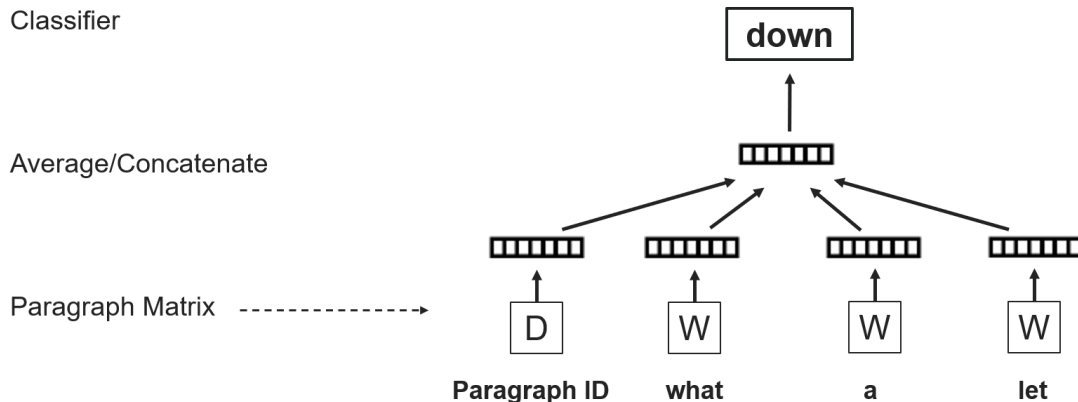 Classifier
down
Average/Concatenate
Paragraph Matrix
D W W W
Paragraph ID what a let